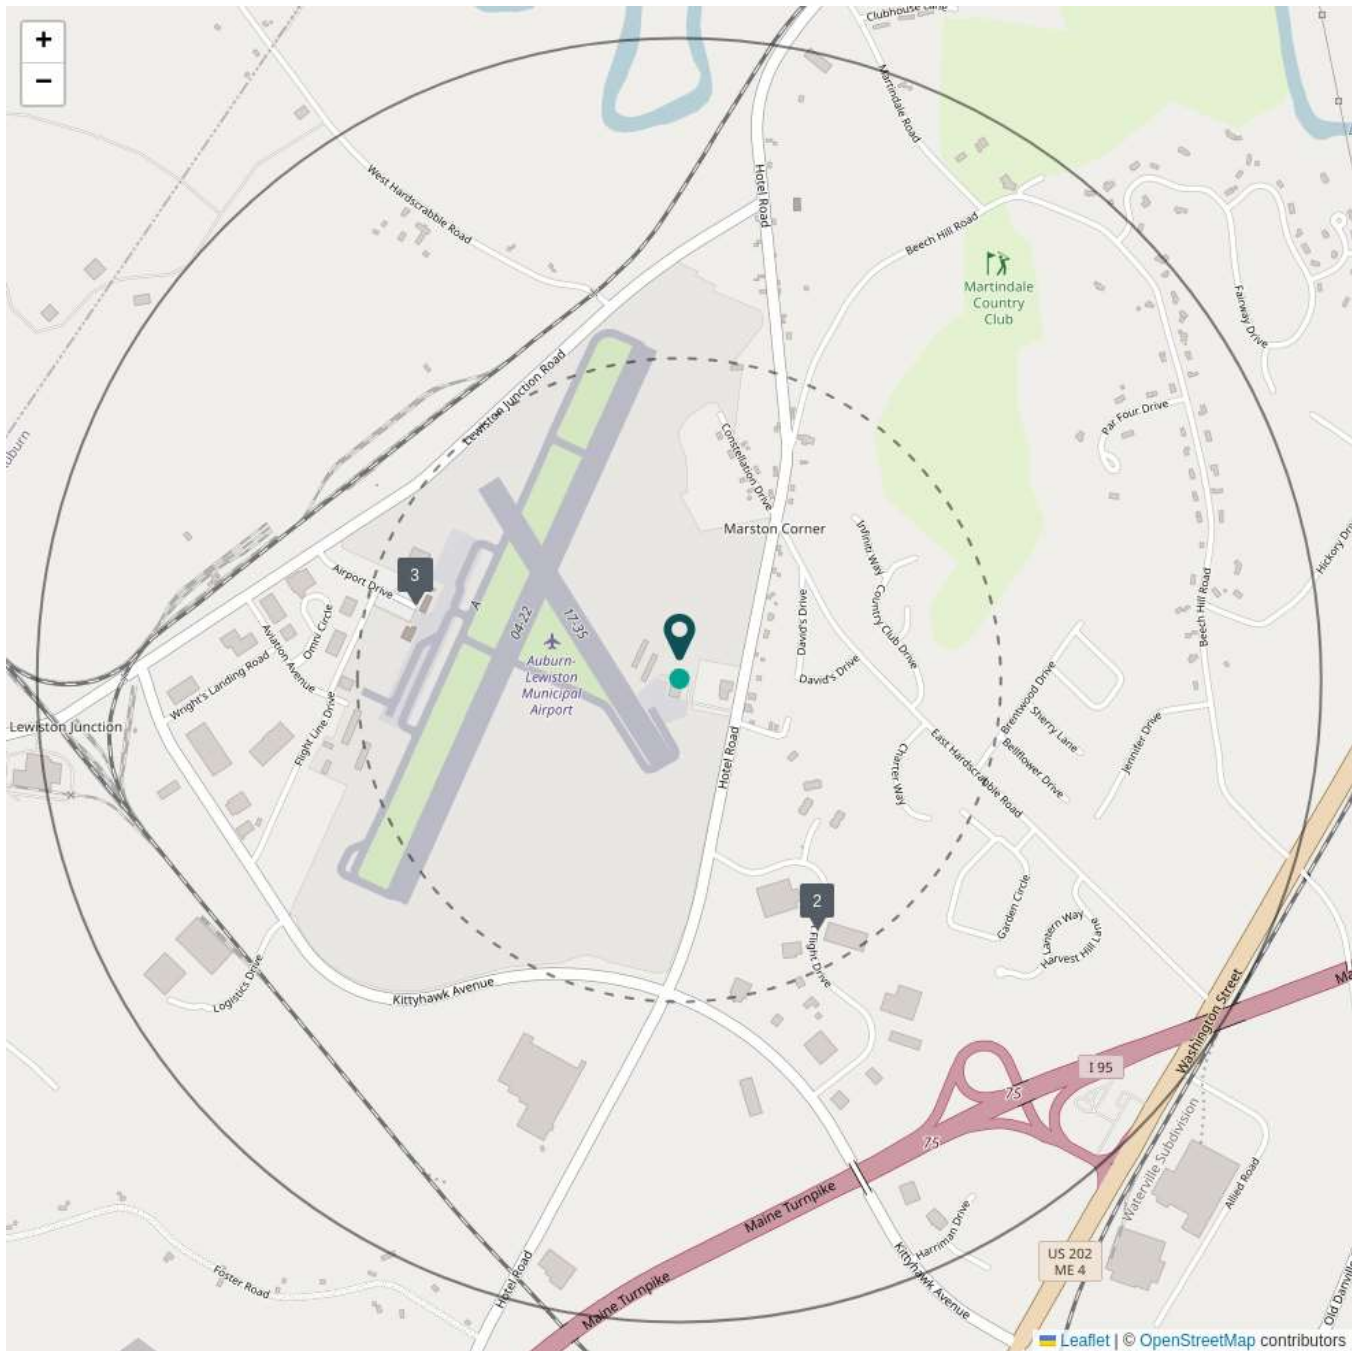 +
−
Clubhouse Lane
Martindale Road
West Hardscrabble Road
Hotel Road
Beech Hill Road
Martindale
Country
Club
Fairway Drive
Lewiston Junction Road
Par Four Drive
Constellation Drive
Marston Corner
Infiniti Way
Hickory Dri
3
Airport Drive
A
04-22
17-35
Omni Circle
David's Drive
Country Club Drive
Beech Hill Road
Aviation Avenue
Wright's Landing Road
Auburn-
Lewiston
Municipal
Airport
David's Drive
Brentwood Drive
Lewiston Junction
Flight Line Drive
Hotel Road
Sherry Lane
Bellflower Drive
Jennifer Drive
East Hardscrabble Road
Charter Way
2
Garden Circle
Lantern Way
Harvest Hill Lane
Flight Drive
Logistics Drive
Kittyhawk Avenue
Ma
Washington Street
I 95
75
75
Waterville Subdivision
Allied Road
Maine Turnpike
Harriman Drive
Kittyhawk Avenue
US 202
ME 4
Foster Road
Hotel Road
Maine Turnpike
Old Danville
Leaflet | © OpenStreetMap contributors